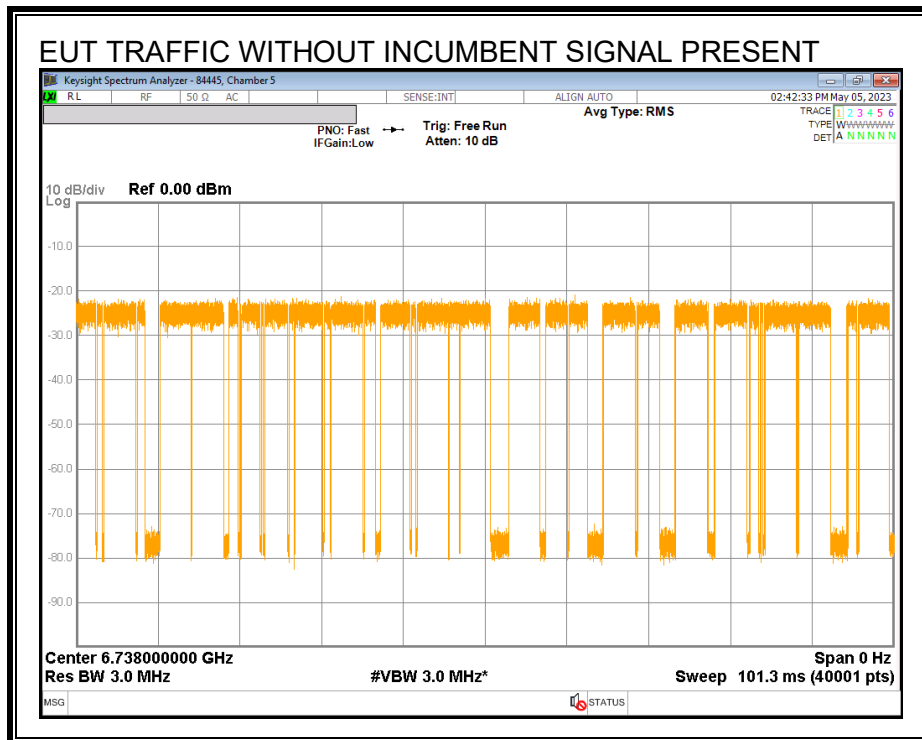 EUT TRAFFIC WITHOUT INCUMBENT SIGNAL PRESENT
Keysight Spectrum Analyzer - 84445, Chamber 5
LXI RL RF 50 Ω AC SENSE:INT ALIGN AUTO 02:42:33 PM May 05, 2023
Avg Type: RMS TRACE 1 2 3 4 5 6
PNO: Fast Trig: Free Run TYPE WWWWWW
IFGain:Low Atten: 10 dB DET A N N N N N
10 dB/div Ref 0.00 dBm
Log
-10.0
-20.0
-30.0
-40.0
-50.0
-60.0
-70.0
-80.0
-90.0
Center 6.738000000 GHz Span 0 Hz
Res BW 3.0 MHz #VBW 3.0 MHz* Sweep 101.3 ms (40001 pts)
MSG STATUS